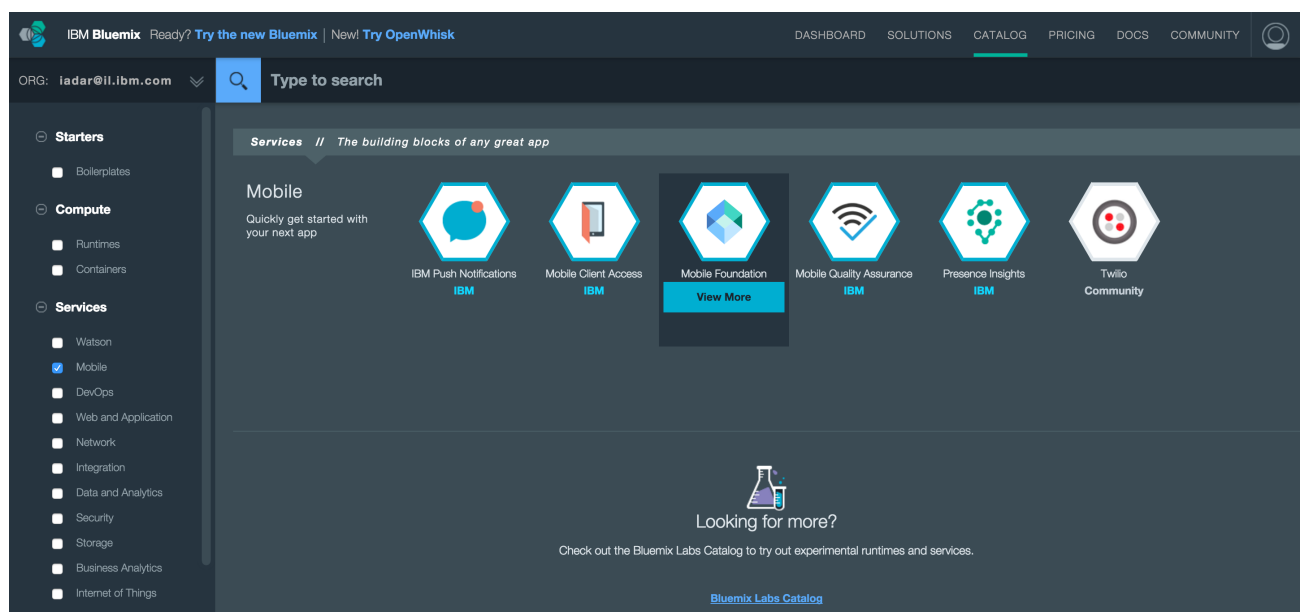 IBM Bluemix Ready? Try the new Bluemix | New! Try OpenWhisk
DASHBOARD SOLUTIONS CATALOG PRICING DOCS COMMUNITY
ORG: iadar@il.ibm.com
Type to search
Starters
Boilerplates
Compute
Runtimes
Containers
Services
Watson
Mobile
DevOps
Web and Application
Network
Integration
Data and Analytics
Security
Storage
Business Analytics
Internet of Things
Services // The building blocks of any great app
Mobile
Quickly get started with
your next app
IBM Push Notifications
IBM
Mobile Client Access
IBM
Mobile Foundation
View More
Mobile Quality Assurance
IBM
Presence Insights
IBM
Twilio
Community
Looking for more?
Check out the Bluemix Labs Catalog to try out experimental runtimes and services.
Bluemix Labs Catalog